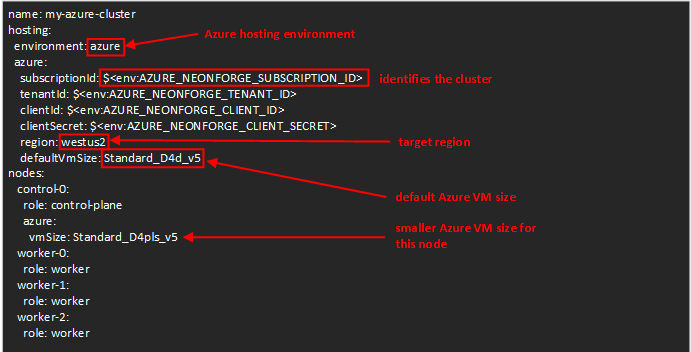 name: my-azure-cluster
hosting:
environment: azure
Azure hosting environment
azure:
subscriptionId: $<env:AZURE_NEONFORGE_SUBSCRIPTION_ID>
identifies the cluster
tenantId: $<env:AZURE_NEONFORGE_TENANT_ID>
clientId: $<env:AZURE_NEONFORGE_CLIENT_ID>
clientSecret: $<env:AZURE_NEONFORGE_CLIENT_SECRET>
region: westus2
target region
defaultVmSize: Standard_D4d_v5
default Azure VM size
nodes:
control-0:
role: control-plane
azure:
vmSize: Standard_D4pls_v5
smaller Azure VM size for
this node
worker-0:
role: worker
worker-1:
role: worker
worker-2:
role: worker